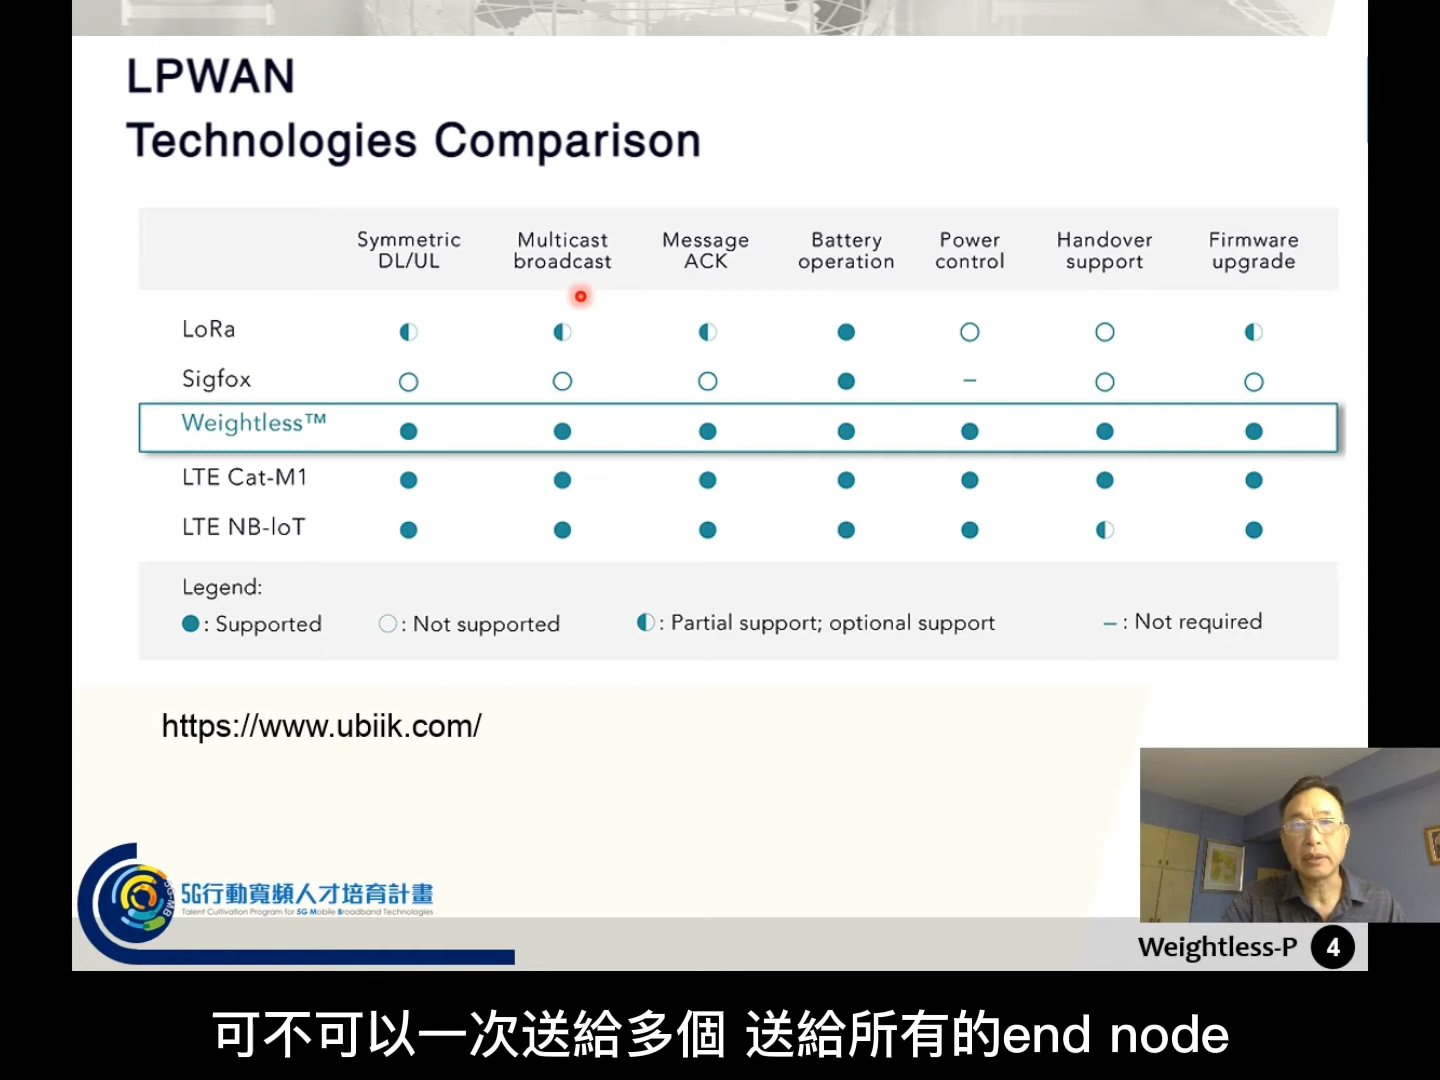 LPWAN
Technologies Comparison
Symmetric DL/UL
Multicast broadcast
Message ACK
Battery operation
Power control
Handover support
Firmware upgrade
LoRa
Sigfox
Weightless™
LTE Cat-M1
LTE NB-IoT
Legend:
: Supported
: Not supported
: Partial support; optional support
– : Not required
https://www.ubiik.com/
5G行動寬頻人才培育計畫
Talent Cultivation Program for 5G Mobile Broadband Technologies
Weightless-P 4
可不可以一次送給多個 送給所有的end node